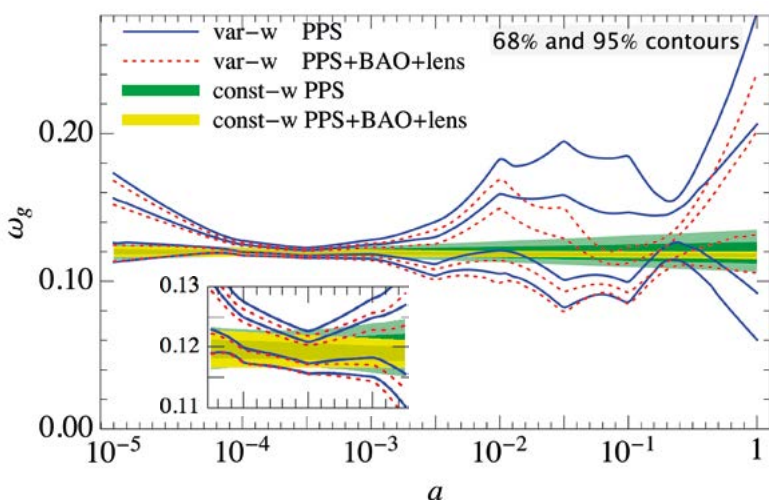 var-w PPS
68% and 95% contours
var-w PPS+BAO+lens
const-w PPS
const-w PPS+BAO+lens
0.20
ω_g
0.10
0.13
0.12
0.11
0.00
10⁻⁵ 10⁻⁴ 10⁻³ 10⁻² 10⁻¹ 1
a